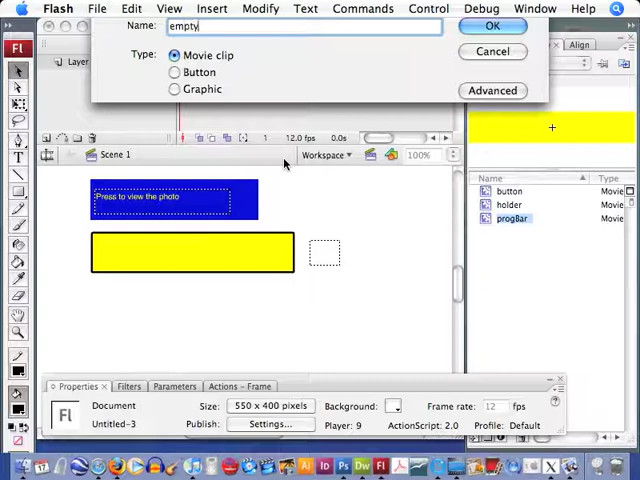 Flash File Edit View Insert Modify Text Commands Control Debug Window Help
Name: empty
OK
Type: Movie clip
Cancel
Button
Graphic
Advanced
Align
Layer
1 12.0 fps 0.0s
Scene 1 Workspace 100%
Press to view the photo
Name Type
button Movie
holder Movie
progBar Movie
Properties Filters Parameters Actions - Frame
Document Size: 550 x 400 pixels Background: Frame rate: 12 fps
Untitled-3 Publish: Settings... Player: 9 ActionScript: 2.0 Profile: Default